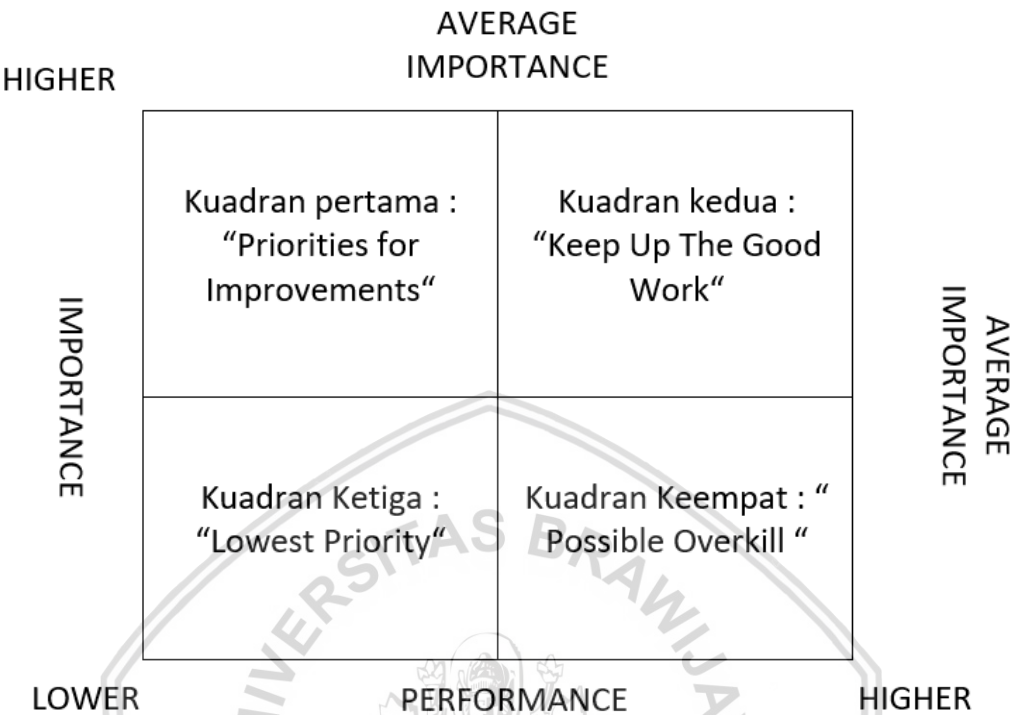 AVERAGE
IMPORTANCE
HIGHER
Kuadran pertama :
“Priorities for
Improvements“
Kuadran kedua :
“Keep Up The Good
Work“
IMPORTANCE
AVERAGE
IMPORTANCE
Kuadran Ketiga :
“Lowest Priority“
Kuadran Keempat : “
Possible Overkill “
LOWER
PERFORMANCE
HIGHER